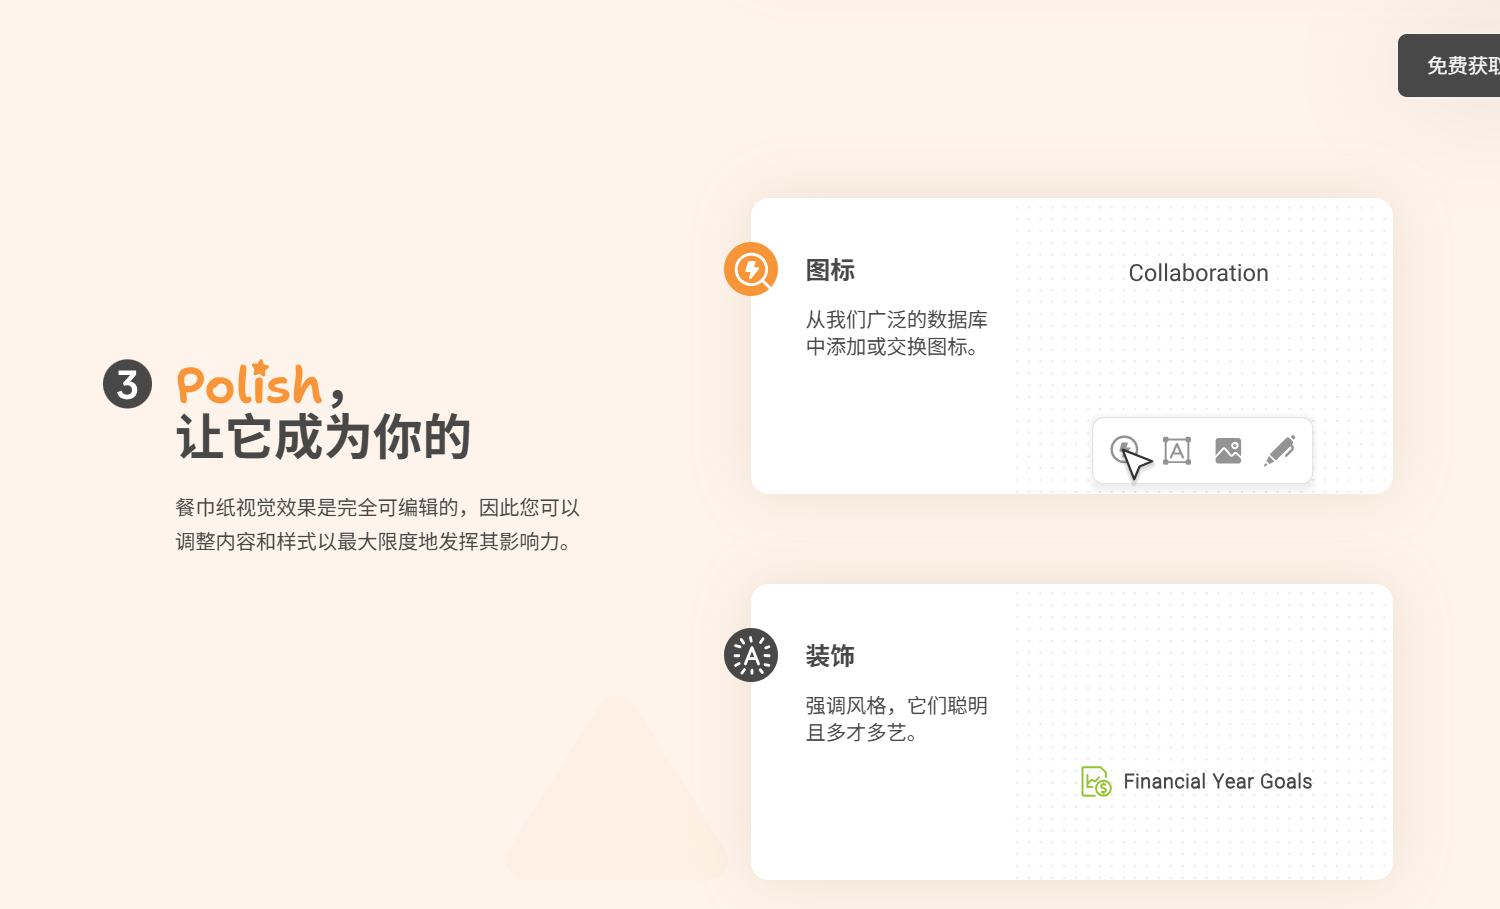 免费获取
3
Polish，
让它成为你的
餐巾纸视觉效果是完全可编辑的，因此您可以
调整内容和样式以最大限度地发挥其影响力。
图标
从我们广泛的数据库
中添加或交换图标。
Collaboration
A
A
装饰
强调风格，它们聪明
且多才多艺。
$
Financial Year Goals